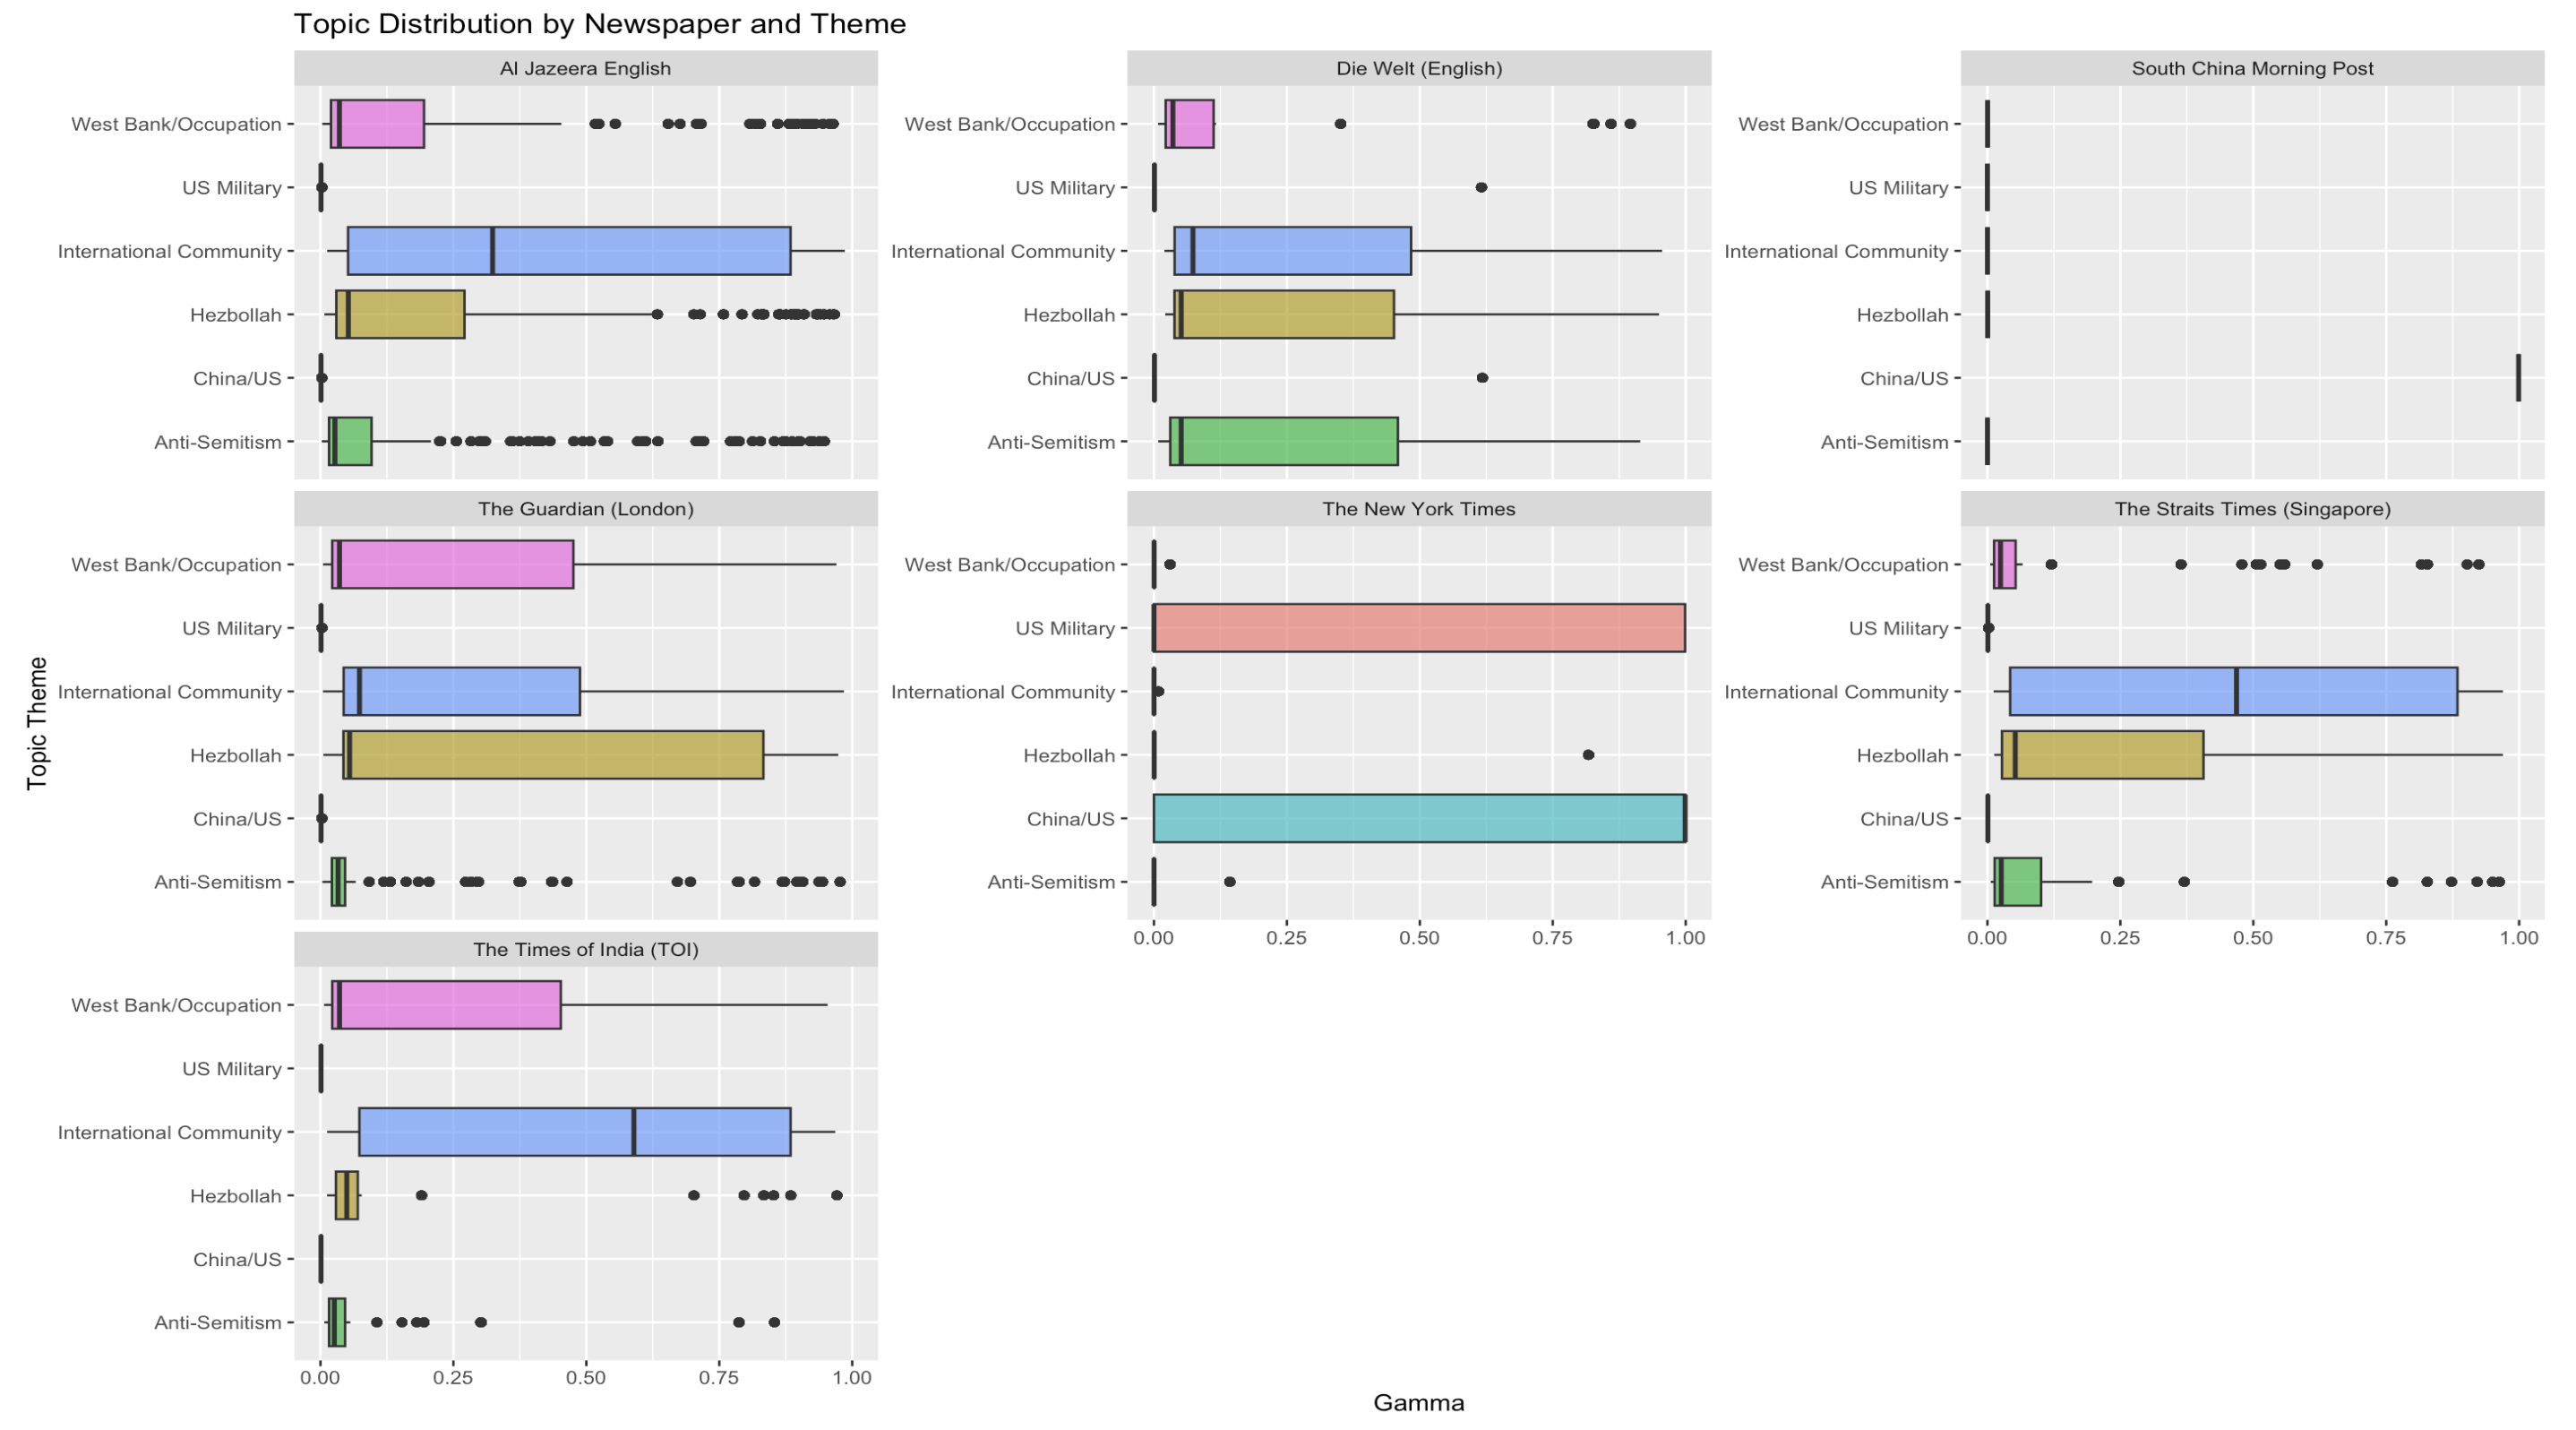 Topic Distribution by Newspaper and Theme
Al Jazeera English
Die Welt (English)
South China Morning Post
West Bank/Occupation
US Military
International Community
Hezbollah
China/US
Anti-Semitism
West Bank/Occupation
US Military
International Community
Hezbollah
China/US
Anti-Semitism
West Bank/Occupation
US Military
International Community
Hezbollah
China/US
Anti-Semitism
The Guardian (London)
The New York Times
The Straits Times (Singapore)
West Bank/Occupation
US Military
International Community
Hezbollah
China/US
Anti-Semitism
West Bank/Occupation
US Military
International Community
Hezbollah
China/US
Anti-Semitism
0.00 0.25 0.50 0.75 1.00
West Bank/Occupation
US Military
International Community
Hezbollah
China/US
Anti-Semitism
0.00 0.25 0.50 0.75 1.00
The Times of India (TOI)
West Bank/Occupation
US Military
International Community
Hezbollah
China/US
Anti-Semitism
0.00 0.25 0.50 0.75 1.00
Topic Theme
Gamma